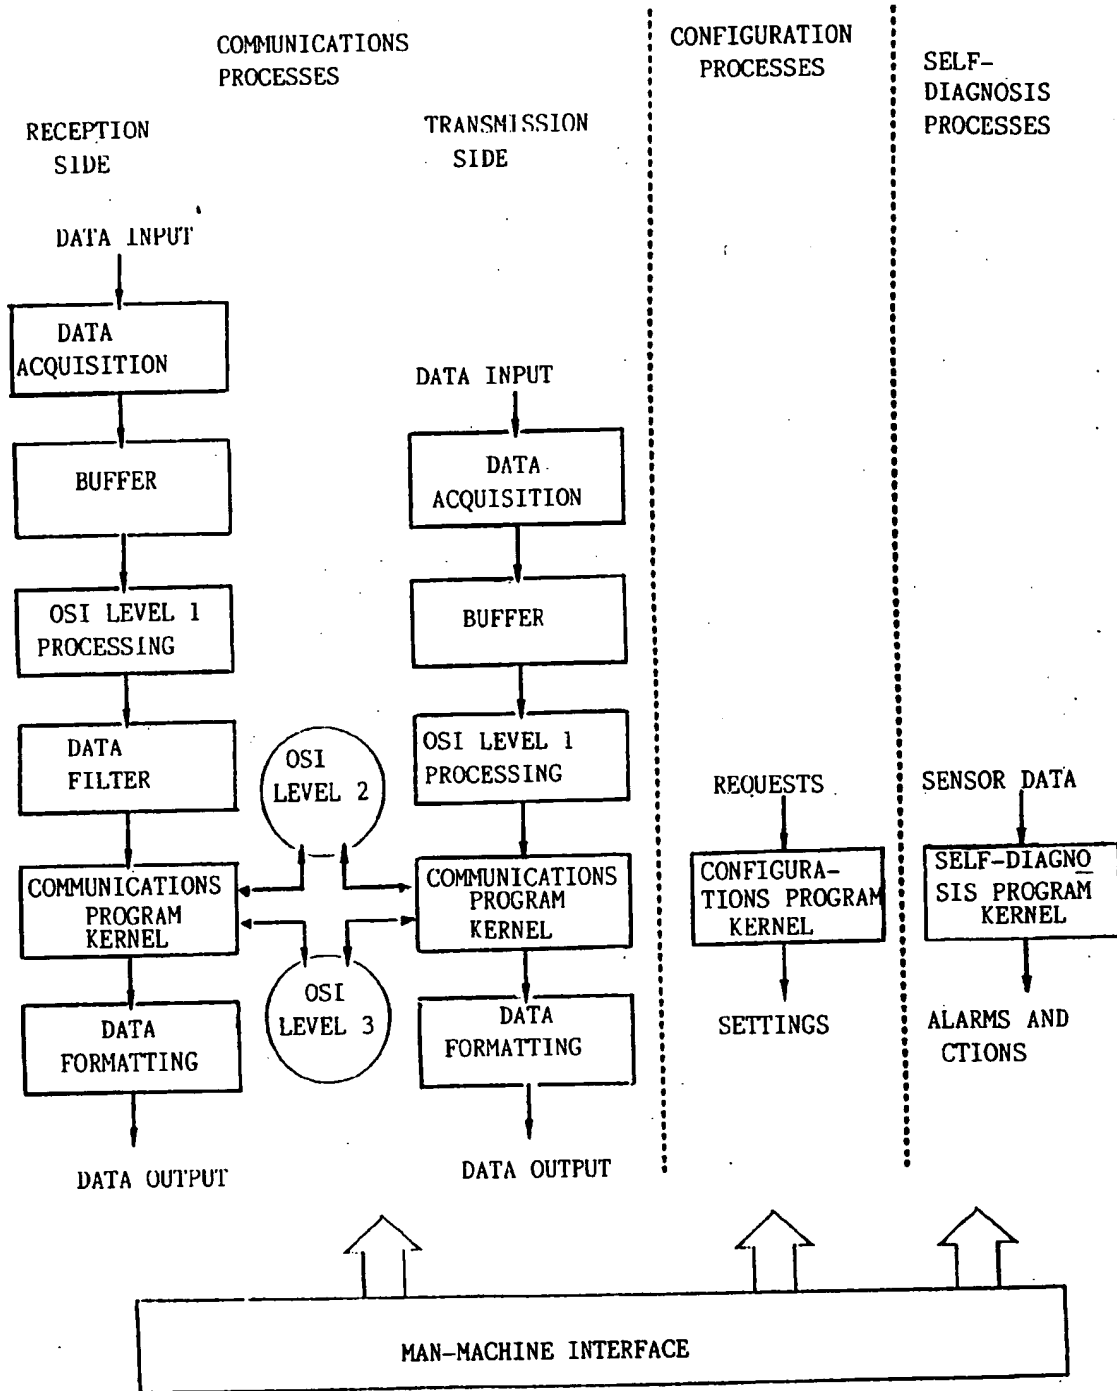 COMMUNICATIONS
PROCESSES
CONFIGURATION
PROCESSES
SELF-
DIAGNOSIS
PROCESSES
RECEPTION
SIDE
TRANSMISSION
SIDE
DATA INPUT
DATA
ACQUISITION
BUFFER
OSI LEVEL 1
PROCESSING
DATA
FILTER
COMMUNICATIONS
PROGRAM
KERNEL
DATA
FORMATTING
DATA OUTPUT
OSI
LEVEL 2
OSI
LEVEL 3
DATA INPUT
DATA
ACQUISITION
BUFFER
OSI LEVEL 1
PROCESSING
COMMUNICATIONS
PROGRAM
KERNEL
DATA
FORMATTING
DATA OUTPUT
REQUESTS
CONFIGURA-
TIONS PROGRAM
KERNEL
SETTINGS
SENSOR DATA
SELF-DIAGNO
SIS PROGRAM
KERNEL
ALARMS AND
CTIONS
MAN-MACHINE INTERFACE